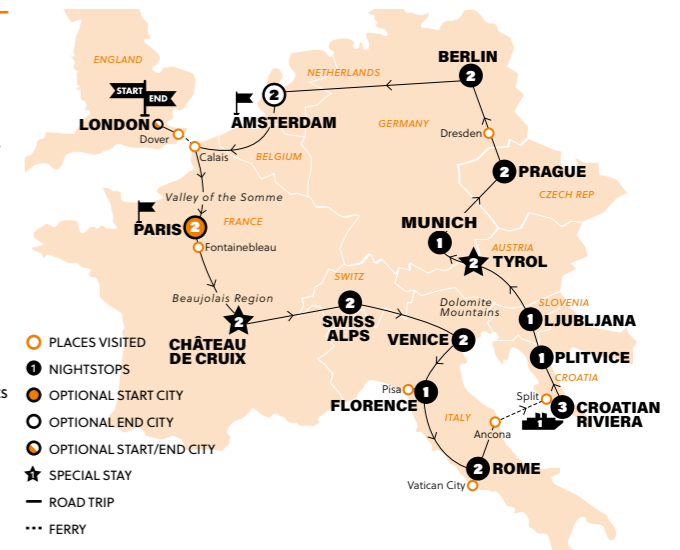 ENGLAND
START
END
LONDON
Dover
Calais
NETHERLANDS
2
AMSTERDAM
BELGIUM
BERLIN
2
GERMANY
Dresden
2 PRAGUE
CZECH REP
Valley of the Somme
PARIS 2
FRANCE
Fontainebleau
Beaujolais Region
2
CHÂTEAU
DE CRUIX
SWITZ
2
SWISS
ALPS
MUNICH
1
AUSTRIA
2 TYROL
Dolomite
Mountains
SLOVENIA
1 LJUBLJANA
VENICE 2
1 PLITVICE
CROATIA
Pisa
1
FLORENCE
ITALY
Split
3 CROATIAN
RIVIERA
1
Ancona
2 ROME
Vatican City
PLACES VISITED
1 NIGHTSTOPS
OPTIONAL START CITY
OPTIONAL END CITY
OPTIONAL START/END CITY
1 SPECIAL STAY
ROAD TRIP
FERRY